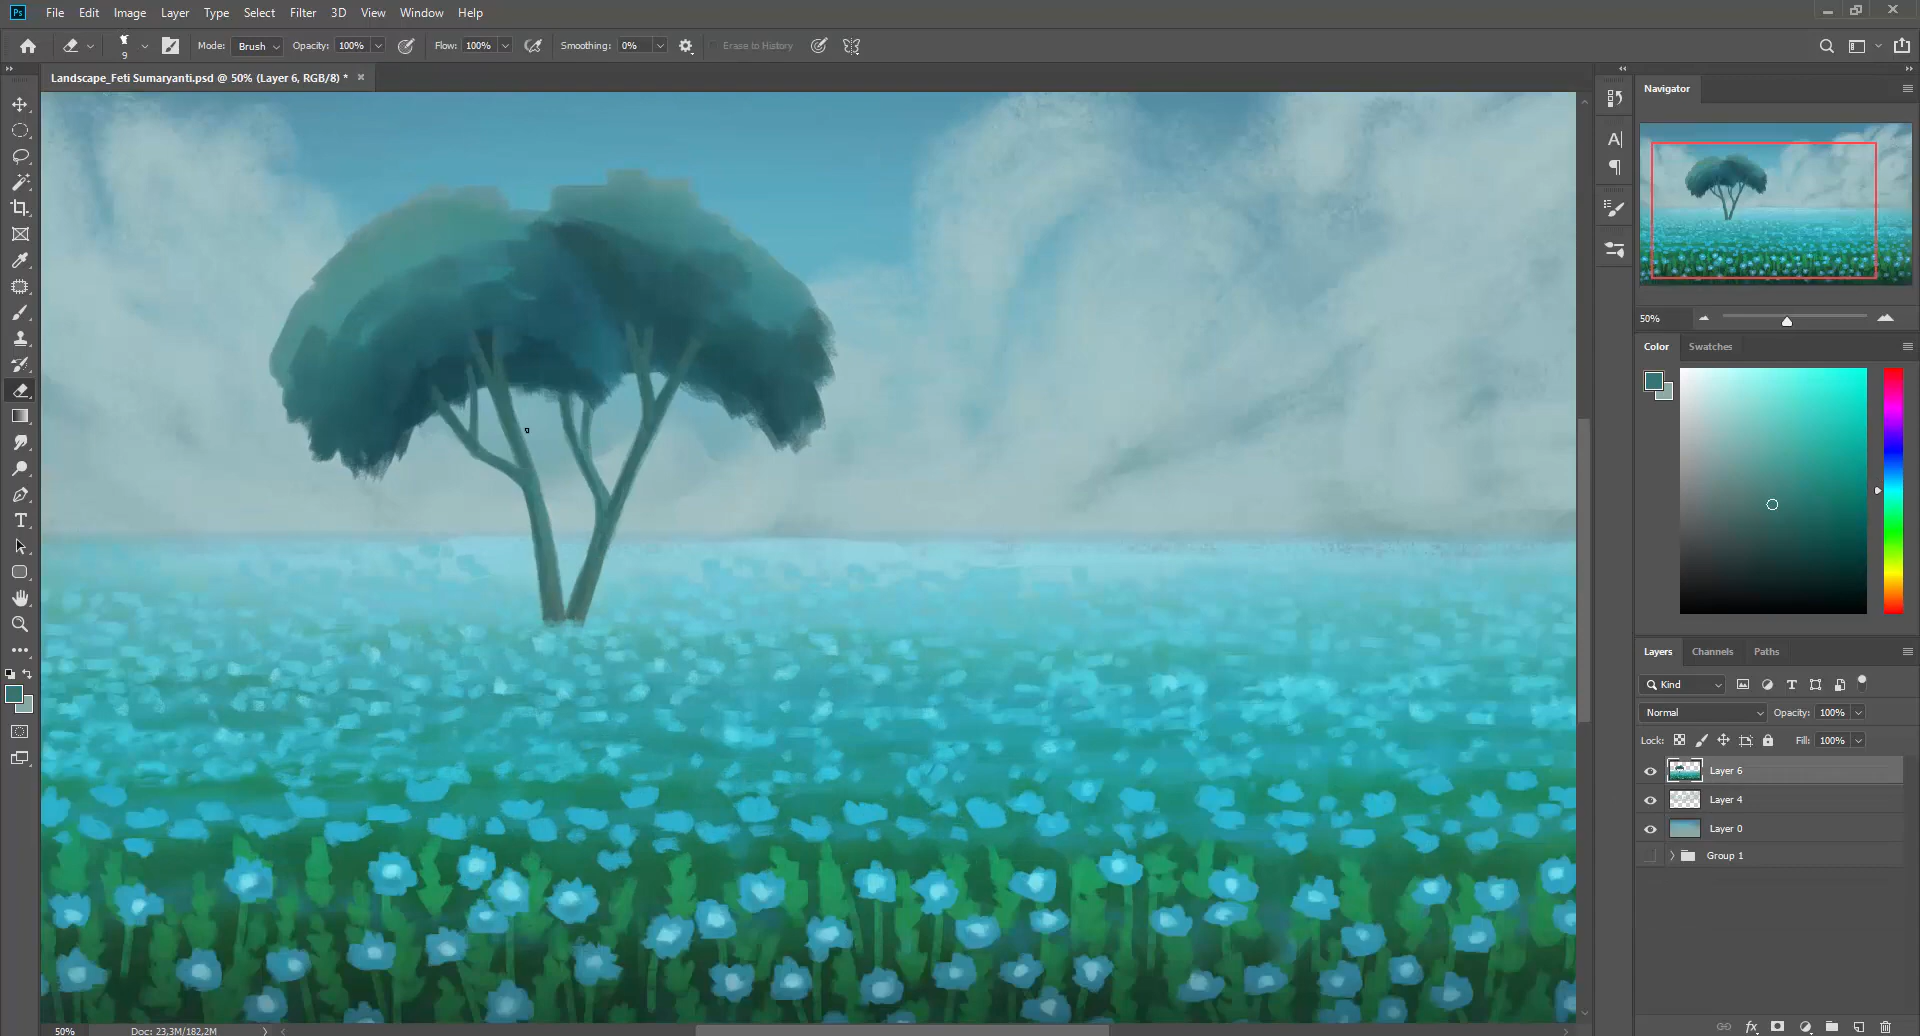 Ps File Edit Image Layer Type Select Filter 3D View Window Help
9 Mode: Brush Opacity: 100% Flow: 100% Smoothing: 0% Erase to History
Landscape_Feti Sumaryanti.psd @ 50% (Layer 6, RGB/8) *
Navigator
50%
Color Swatches
Layers Channels Paths
Kind
Normal Opacity: 100%
Lock: Fill: 100%
Layer 6
Layer 4
Layer 0
Group 1
fx
50% Doc: 23,3M/182,2M